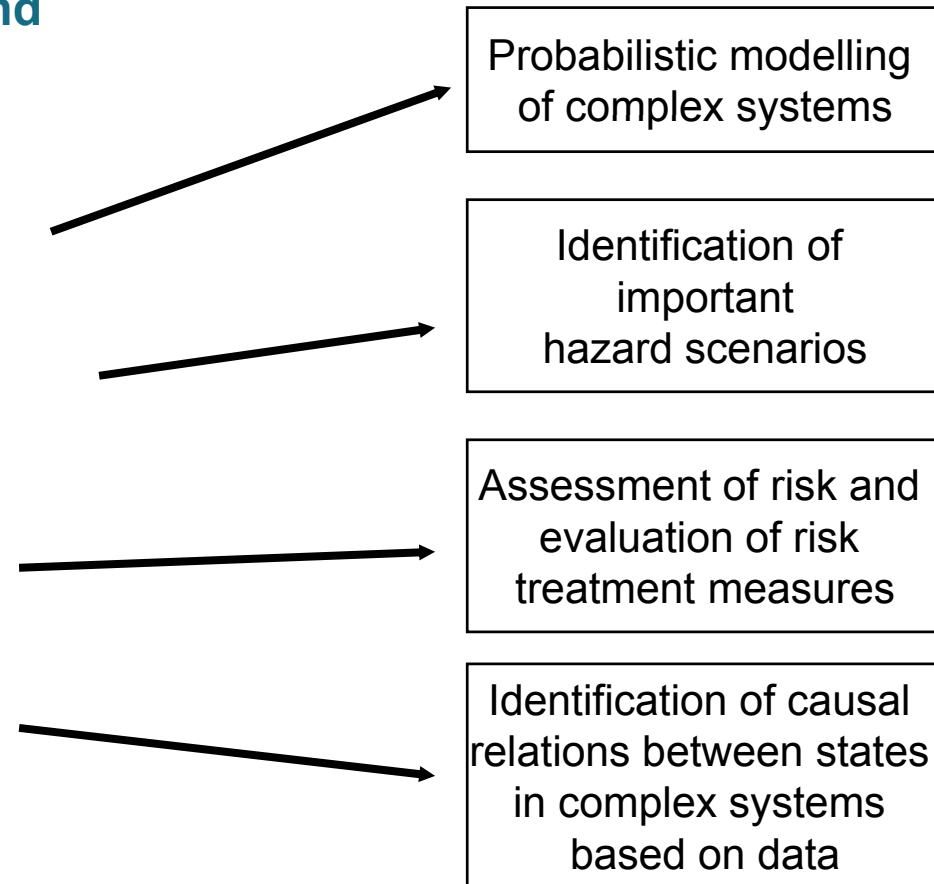 nd
Probabilistic modelling
of complex systems
Identification of
important
hazard scenarios
Assessment of risk and
evaluation of risk
treatment measures
Identification of causal
relations between states
in complex systems
based on data